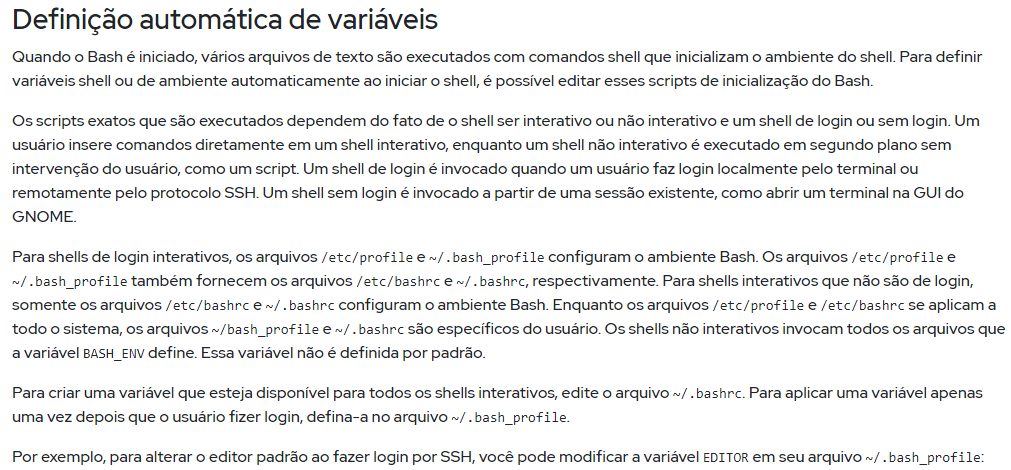 Definição automática de variáveis
Quando o Bash é iniciado, vários arquivos de texto são executados com comandos shell que inicializam o ambiente do shell. Para definir
variáveis shell ou de ambiente automaticamente ao iniciar o shell, é possível editar esses scripts de inicialização do Bash.
Os scripts exatos que são executados dependem do fato de o shell ser interativo ou não interativo e um shell de login ou sem login. Um
usuário insere comandos diretamente em um shell interativo, enquanto um shell não interativo é executado em segundo plano sem
intervenção do usuário, como um script. Um shell de login é invocado quando um usuário faz login localmente pelo terminal ou
remotamente pelo protocolo SSH. Um shell sem login é invocado a partir de uma sessão existente, como abrir um terminal na GUI do
GNOME.
Para shells de login interativos, os arquivos /etc/profile e ~/.bash_profile configuram o ambiente Bash. Os arquivos /etc/profile e
~/.bash_profile também fornecem os arquivos /etc/bashrc e ~/.bashrc, respectivamente. Para shells interativos que não são de login,
somente os arquivos /etc/bashrc e ~/.bashrc configuram o ambiente Bash. Enquanto os arquivos /etc/profile e /etc/bashrc se aplicam a
todo o sistema, os arquivos ~/bash_profile e ~/.bashrc são específicos do usuário. Os shells não interativos invocam todos os arquivos que
a variável BASH_ENV define. Essa variável não é definida por padrão.
Para criar uma variável que esteja disponível para todos os shells interativos, edite o arquivo ~/.bashrc. Para aplicar uma variável apenas
uma vez depois que o usuário fizer login, defina-a no arquivo ~/.bash_profile.
Por exemplo, para alterar o editor padrão ao fazer login por SSH, você pode modificar a variável EDITOR em seu arquivo ~/.bash_profile: